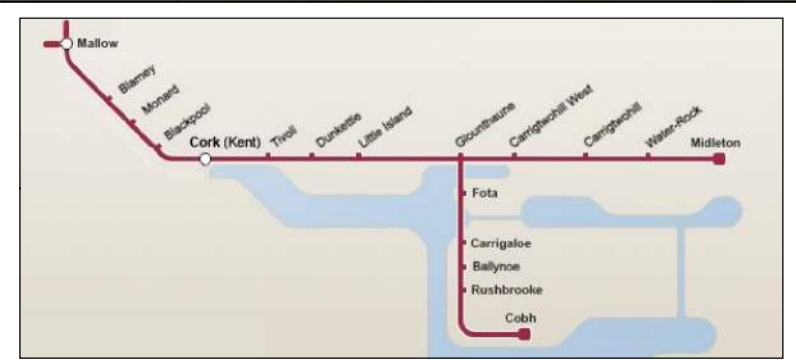 Mallow
Blarney
Monard
Blackpool
Cork (Kent)
Tivoli
Dunkettle
Little Island
Glounthaune
Carrigtwohill West
Carrigtwohill
Water-Rock
Midleton
Fota
Carrigaloe
Ballynoe
Rushbrooke
Cobh